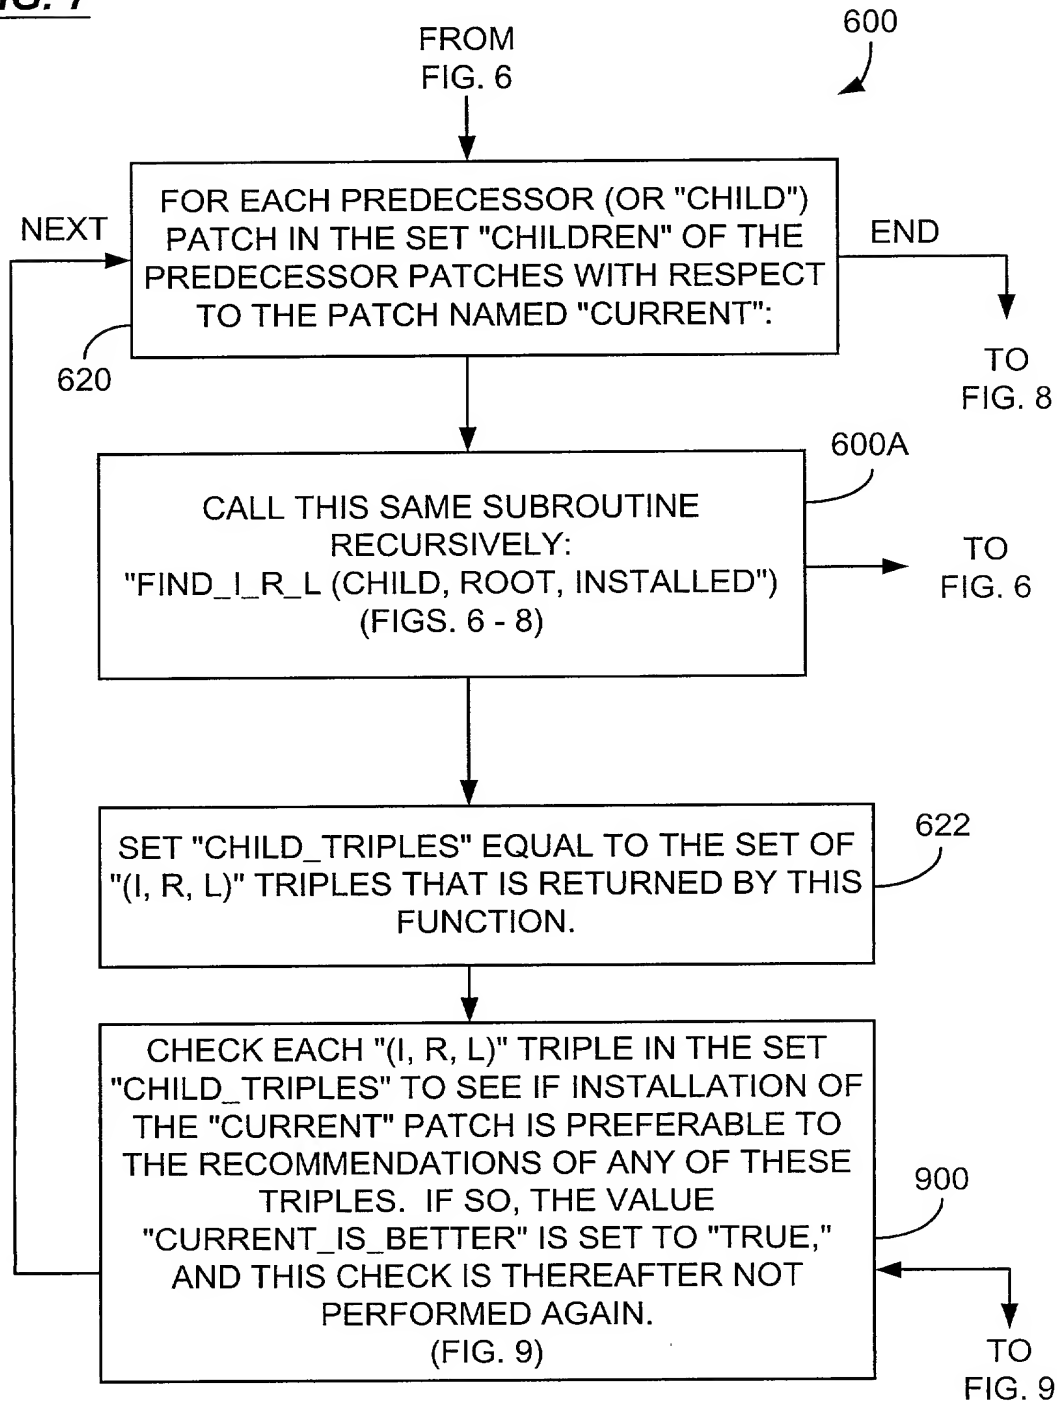 FROM
FIG. 6
600
FOR EACH PREDECESSOR (OR "CHILD")
PATCH IN THE SET "CHILDREN" OF THE
PREDECESSOR PATCHES WITH RESPECT
TO THE PATCH NAMED "CURRENT":
NEXT
END
620
TO
FIG. 8
600A
CALL THIS SAME SUBROUTINE
RECURSIVELY:
"FIND_I_R_L (CHILD, ROOT, INSTALLED")
(FIGS. 6 - 8)
TO
FIG. 6
622
SET "CHILD_TRIPLES" EQUAL TO THE SET OF
"(I, R, L)" TRIPLES THAT IS RETURNED BY THIS
FUNCTION.
CHECK EACH "(I, R, L)" TRIPLE IN THE SET
"CHILD_TRIPLES" TO SEE IF INSTALLATION OF
THE "CURRENT" PATCH IS PREFERABLE TO
THE RECOMMENDATIONS OF ANY OF THESE
TRIPLES. IF SO, THE VALUE
"CURRENT_IS_BETTER" IS SET TO "TRUE,"
AND THIS CHECK IS THEREAFTER NOT
PERFORMED AGAIN.
(FIG. 9)
900
TO
FIG. 9